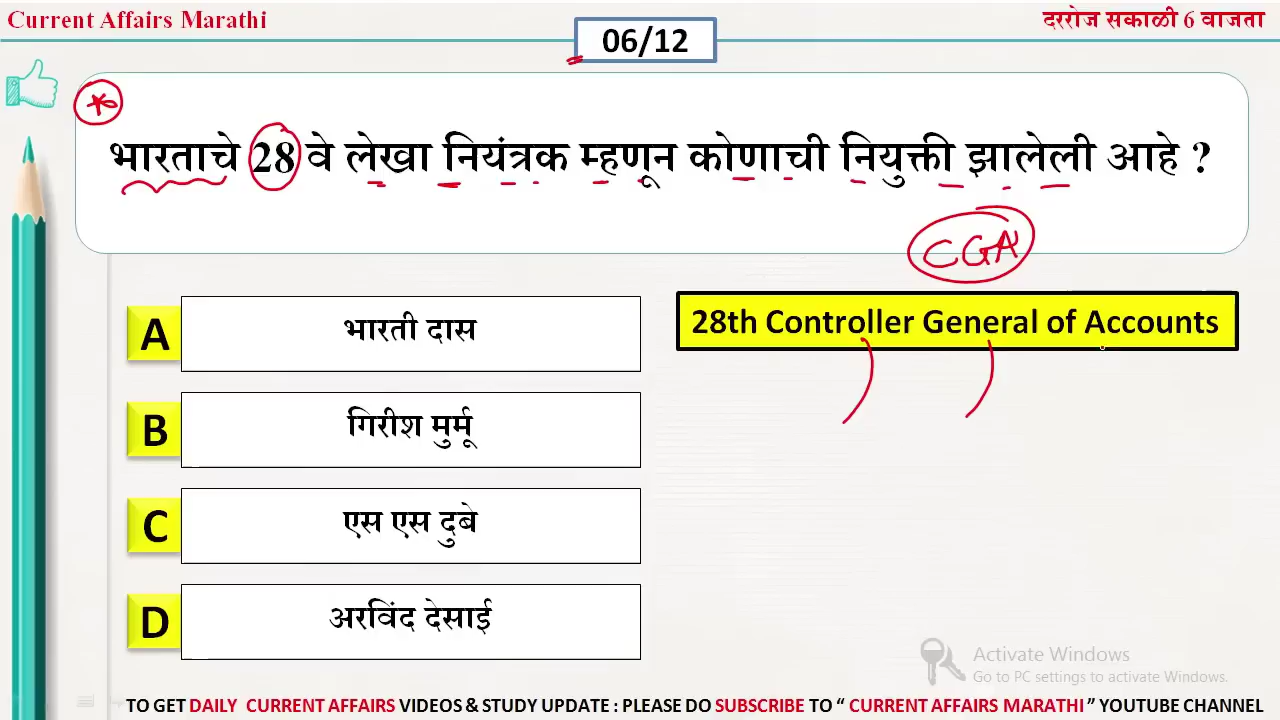 Current Affairs Marathi
06/12
दररोज सकाळी 6 वाजता
भारताचे 28 वे लेखा नियंत्रक म्हणून कोणाची नियुक्ती झालेली आहे ?
CGA
28th Controller General of Accounts
A भारती दास
B गिरीश मुर्मू
C एस एस दुबे
D अरविंद देसाई
Activate Windows
Go to PC settings to activate Windows.
TO GET DAILY CURRENT AFFAIRS VIDEOS & STUDY UPDATE : PLEASE DO SUBSCRIBE TO “ CURRENT AFFAIRS MARATHI ” YOUTUBE CHANNEL